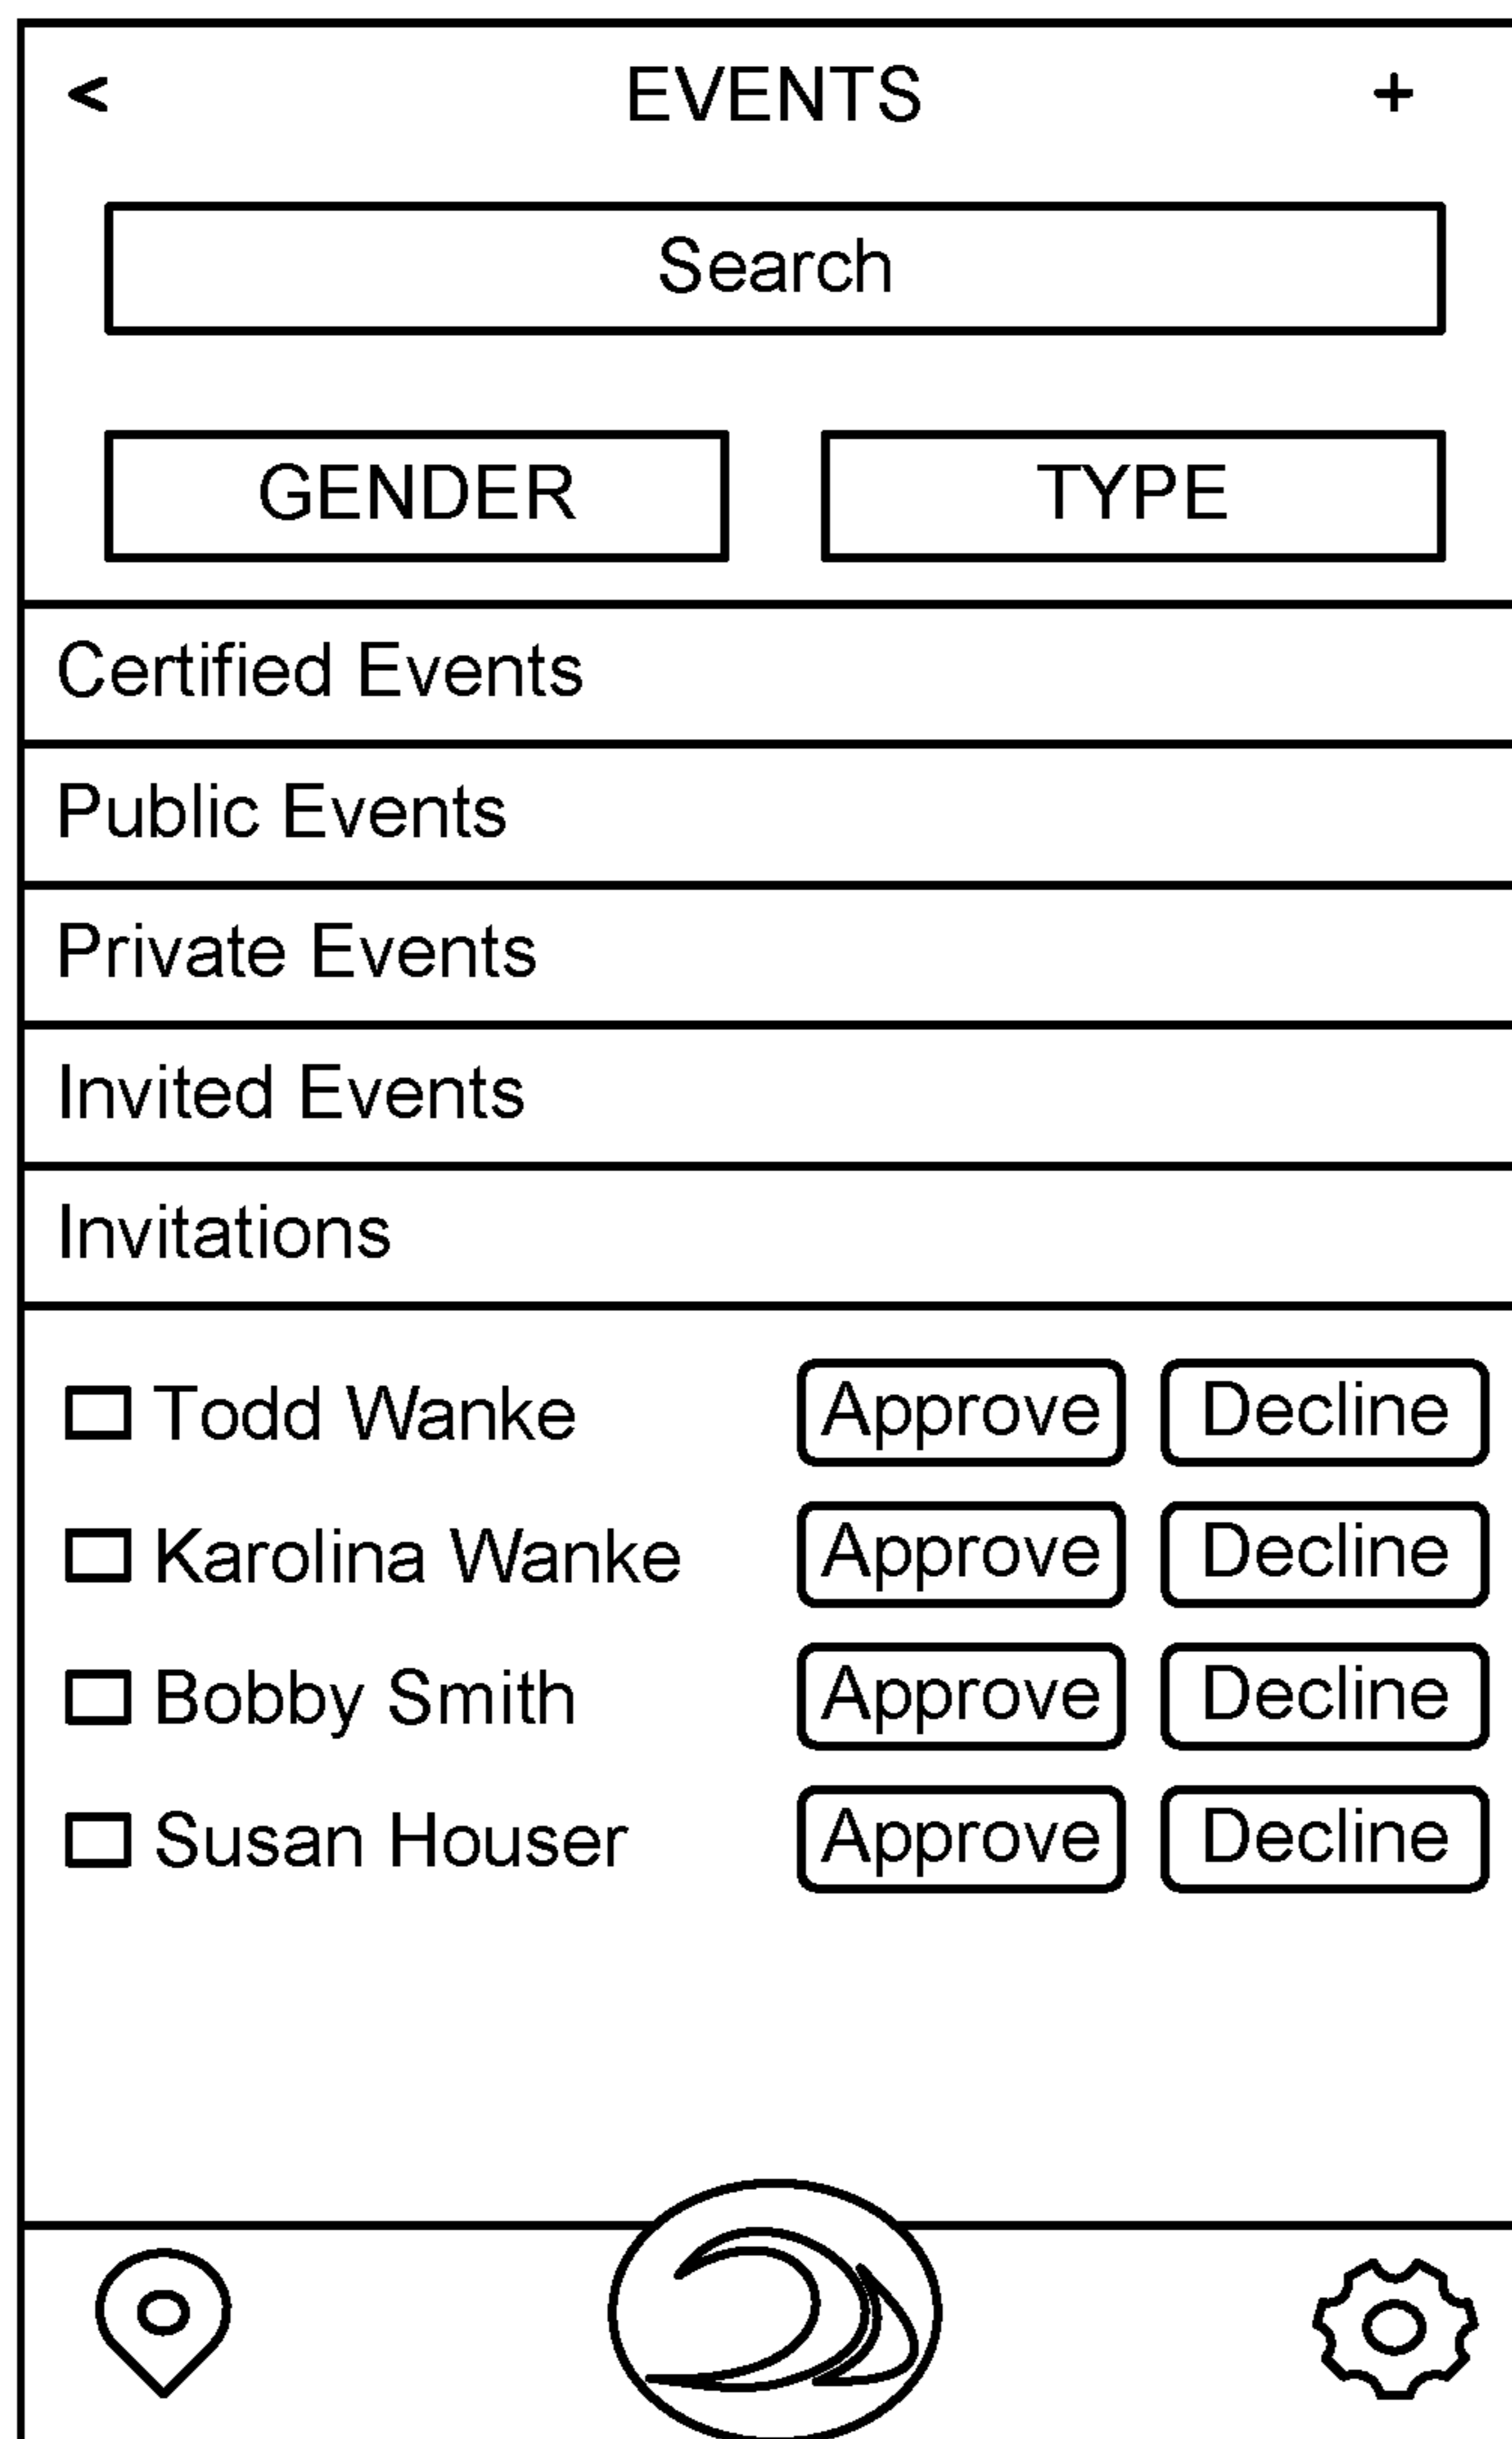 < EVENTS +
Search
GENDER TYPE
Certified Events
Public Events
Private Events
Invited Events
Invitations
Todd Wanke Approve Decline
Karolina Wanke Approve Decline
Bobby Smith Approve Decline
Susan Houser Approve Decline